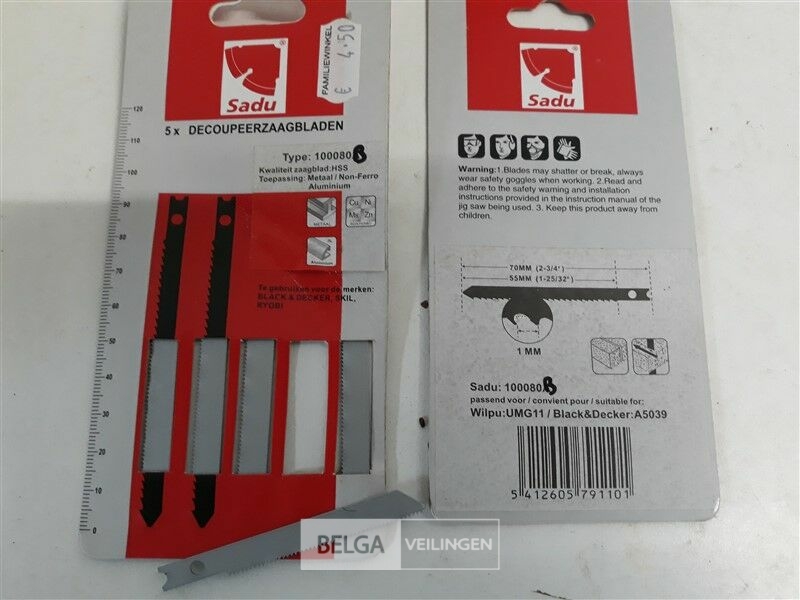 Sadu
®
FAMILIEWINKEL
€ 4.50
5 x DECOUPEERZAAGBLADEN
Type: 100080B
Kwaliteit zaagblad:HSS
Toepassing: Metaal / Non-Ferro
Aluminium
METAAL
Cu Ni
Ms Zn
Aluminium
Te gebruiken voor de merken:
BLACK & DECKER, SKIL,
RYOBI
120
110
100
90
80
70
60
50
40
30
20
10
0
Sadu
®
Warning:1.Blades may shatter or break, always
wear safety goggles when working. 2.Read and
adhere to the safety warning and installation
instructions provided in the instruction manual of the
jig saw being used. 3. Keep this product away from
children.
70MM (2-3/4")
55MM (1-25/32")
1 MM
Sadu: 100080B
passend voor / convient pour / suitable for:
Wilpu:UMG11 / Black&Decker:A5039
5 412605 791101
BELGA VEILINGEN